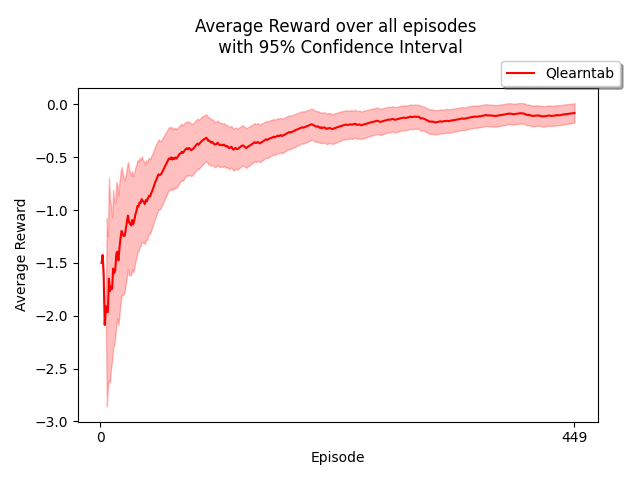 Average Reward over all episodes
with 95% Confidence Interval
Qlearntab
0.0
−0.5
−1.0
−1.5
−2.0
−2.5
−3.0
Average Reward
0
449
Episode